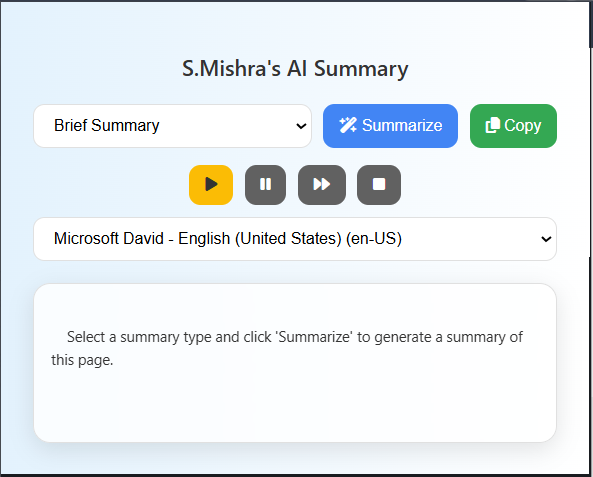 S.Mishra's AI Summary
Brief Summary
Summarize
Copy
Microsoft David - English (United States) (en-US)
Select a summary type and click 'Summarize' to generate a summary of
this page.